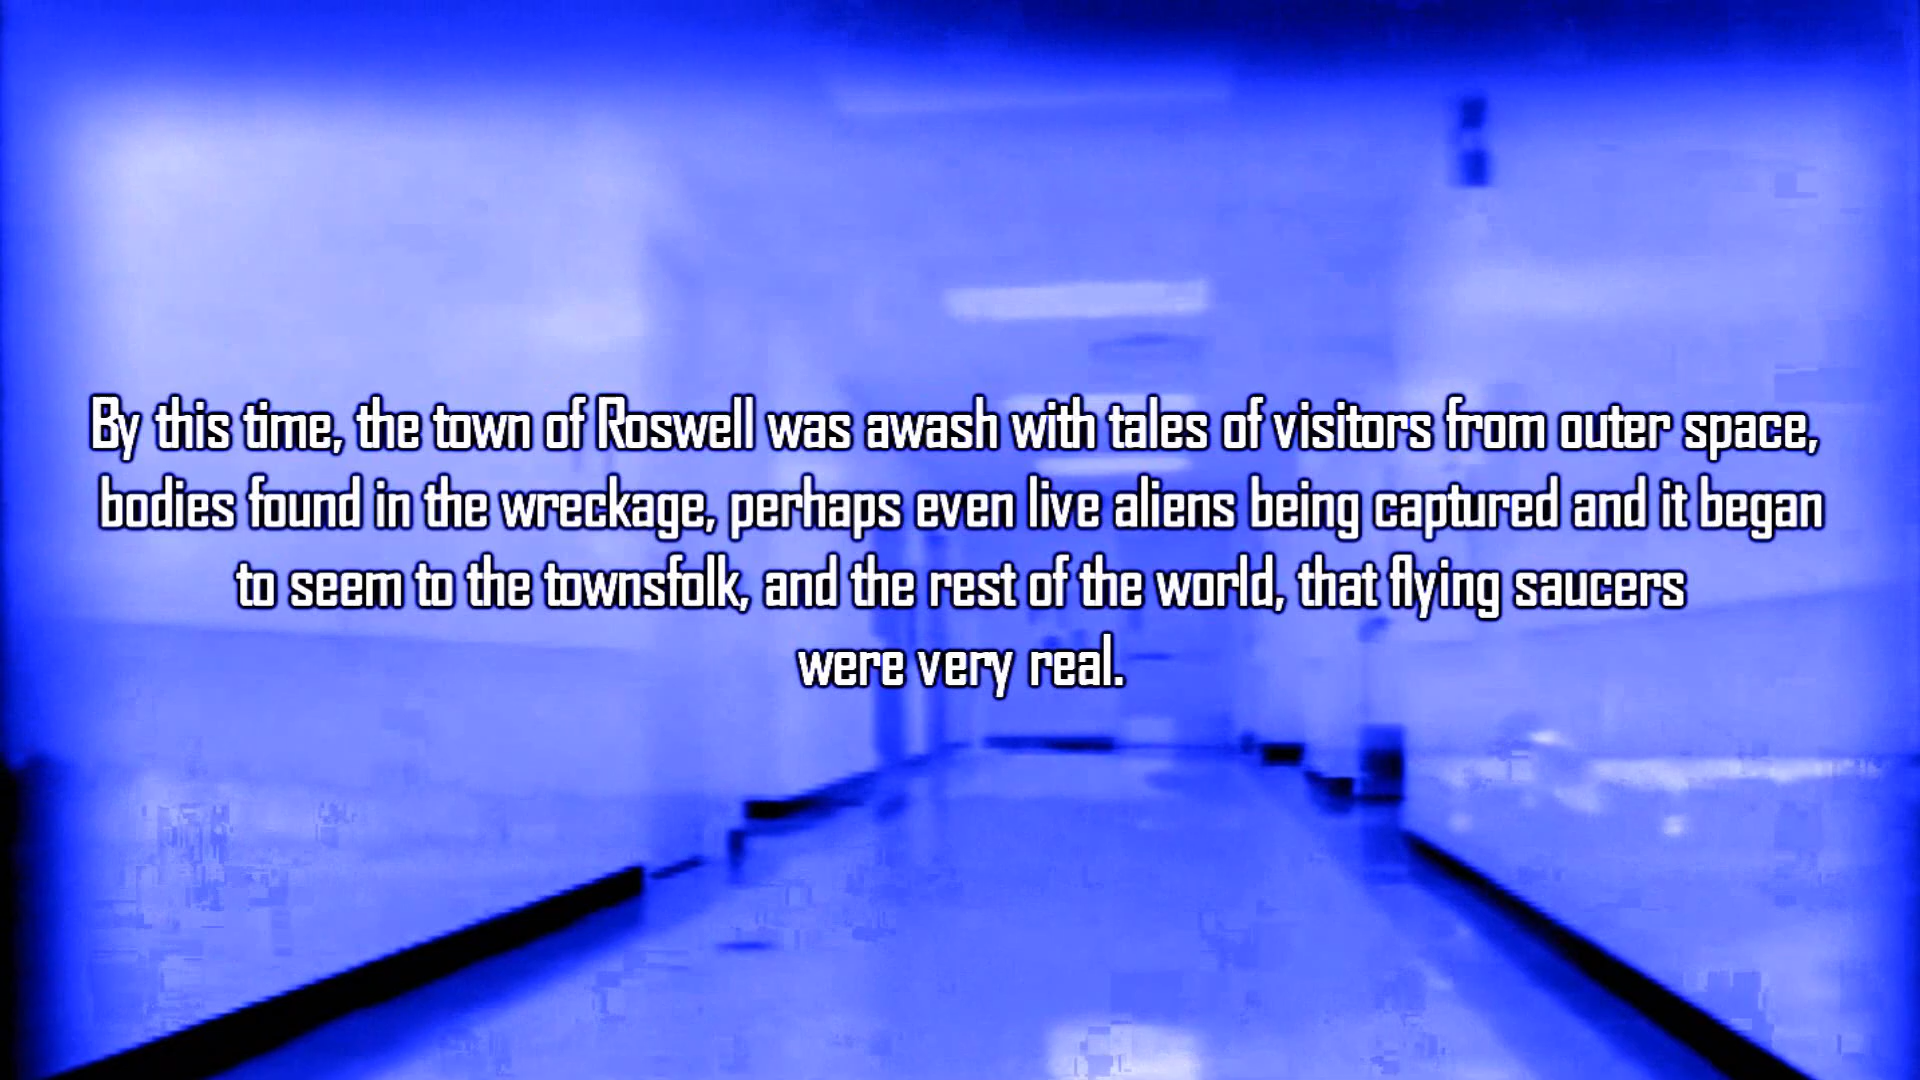 By this time, the town of Roswell was awash with tales of visitors from outer space,
bodies found in the wreckage, perhaps even live aliens being captured and it began
to seem to the townsfolk, and the rest of the world, that flying saucers
were very real.